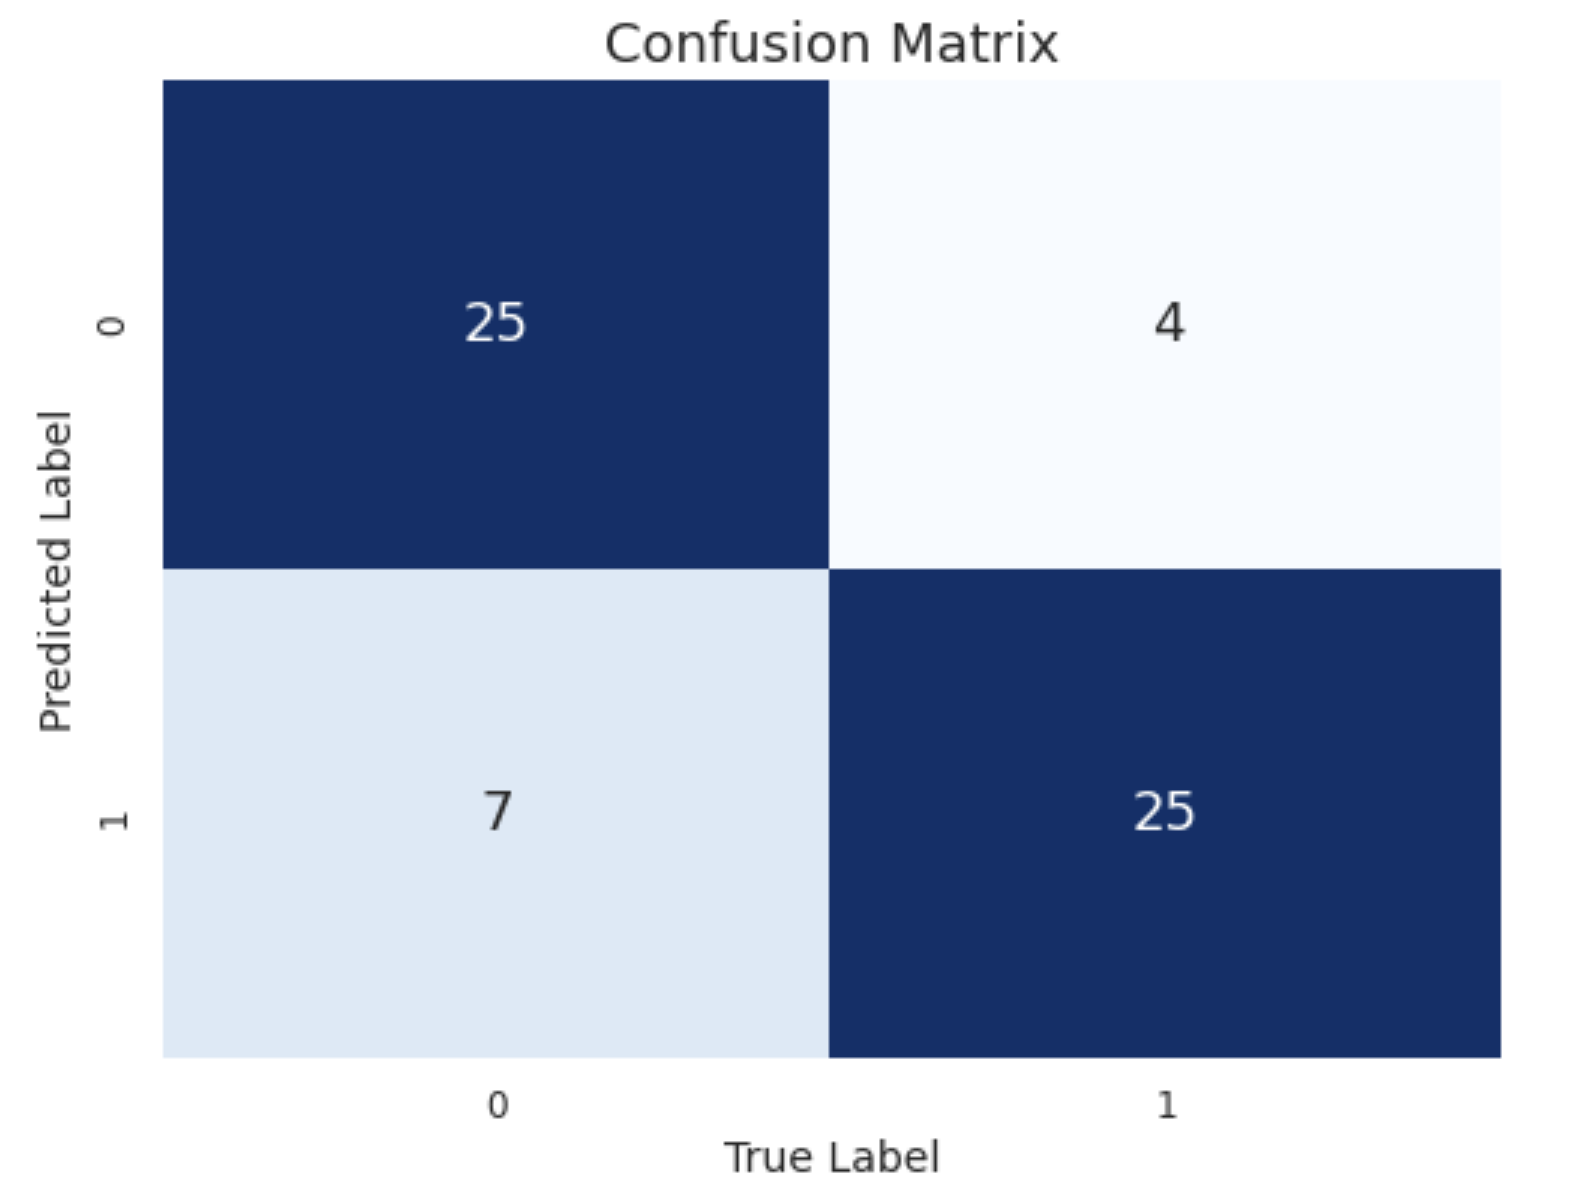 Confusion Matrix
25 4
0
Predicted Label
7 25
1
0 1
True Label